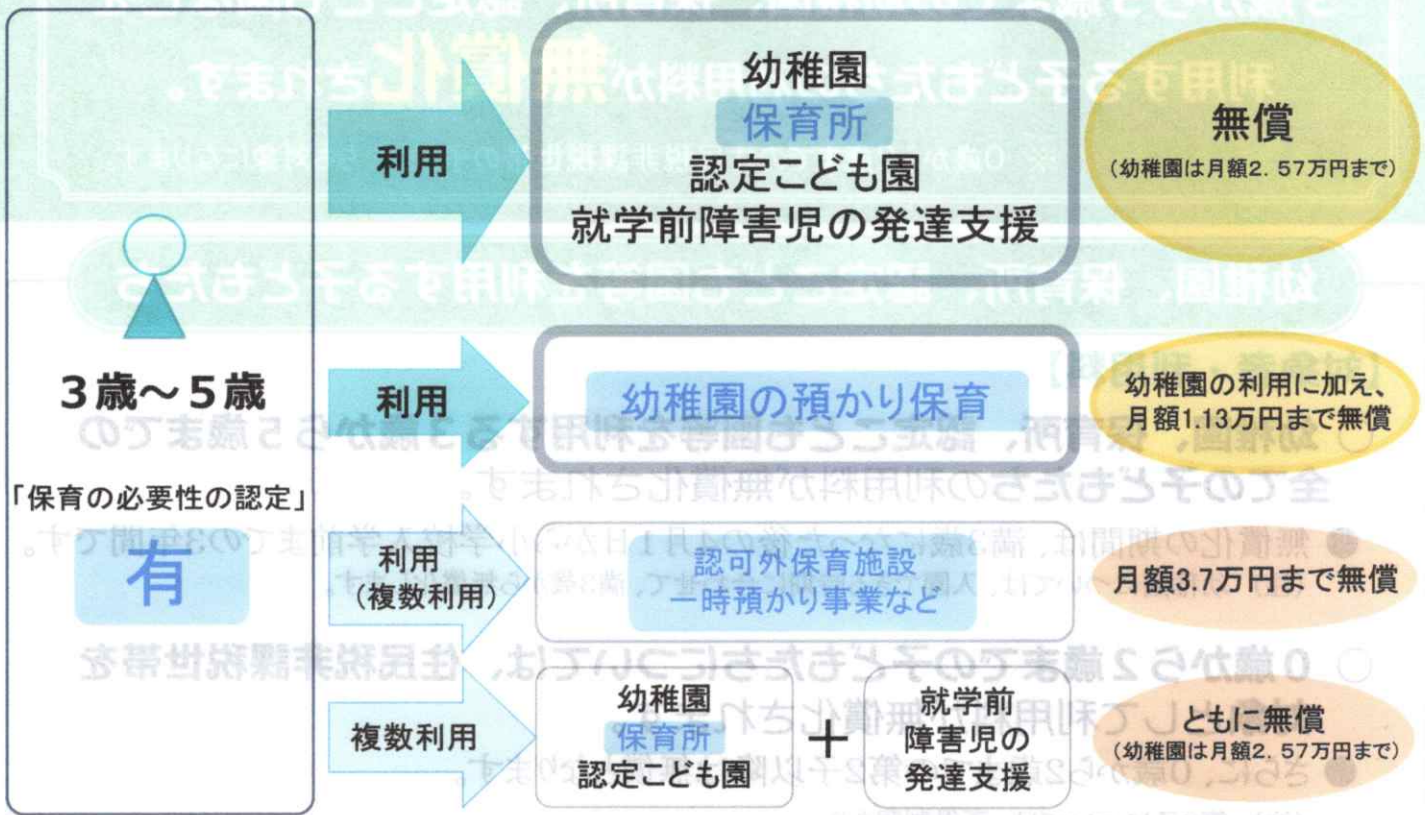 3歳～5歳
「保育の必要性の認定」
有
利用
幼稚園
保育所
認定こども園
就学前障害児の発達支援
無償
(幼稚園は月額2.57万円まで)
利用
幼稚園の預かり保育
幼稚園の利用に加え、
月額1.13万円まで無償
利用
(複数利用)
認可外保育施設
一時預かり事業など
月額3.7万円まで無償
複数利用
幼稚園
保育所
認定こども園
+
就学前
障害児の
発達支援
ともに無償
(幼稚園は月額2.57万円まで)